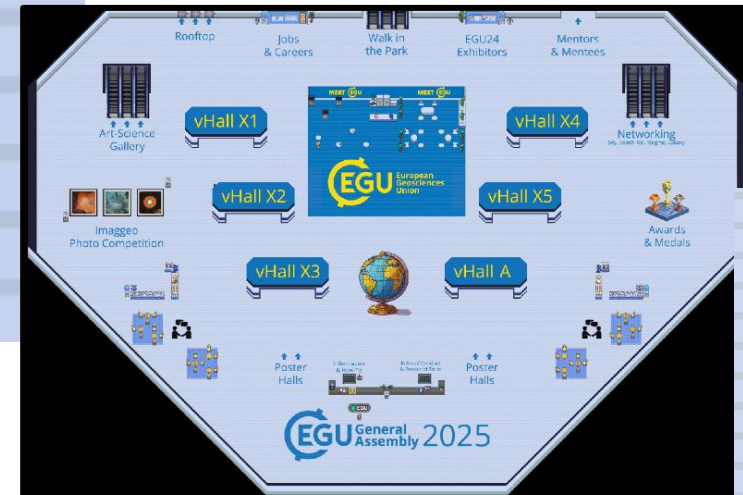 Rooftop
Jobs
& Careers
Walk in
the Park
EGU24
Exhibitors
Mentors
& Mentees
MEET EGU
MEET EGU
Art-Science
Gallery
vHall X1
vHall X4
Networking
EGU European
Geosciences
Union
vHall X2
vHall X5
Imaggeo
Photo Competition
Awards
& Medals
vHall X3
vHall A
Poster
Halls
Poster
Halls
EGU
EGU General
Assembly 2025